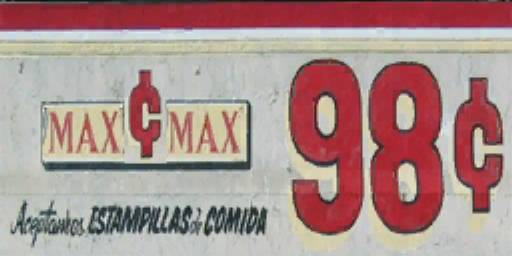 MAX ¢ MAX
98¢
Aceptamos ESTAMPILLAS de COMIDA